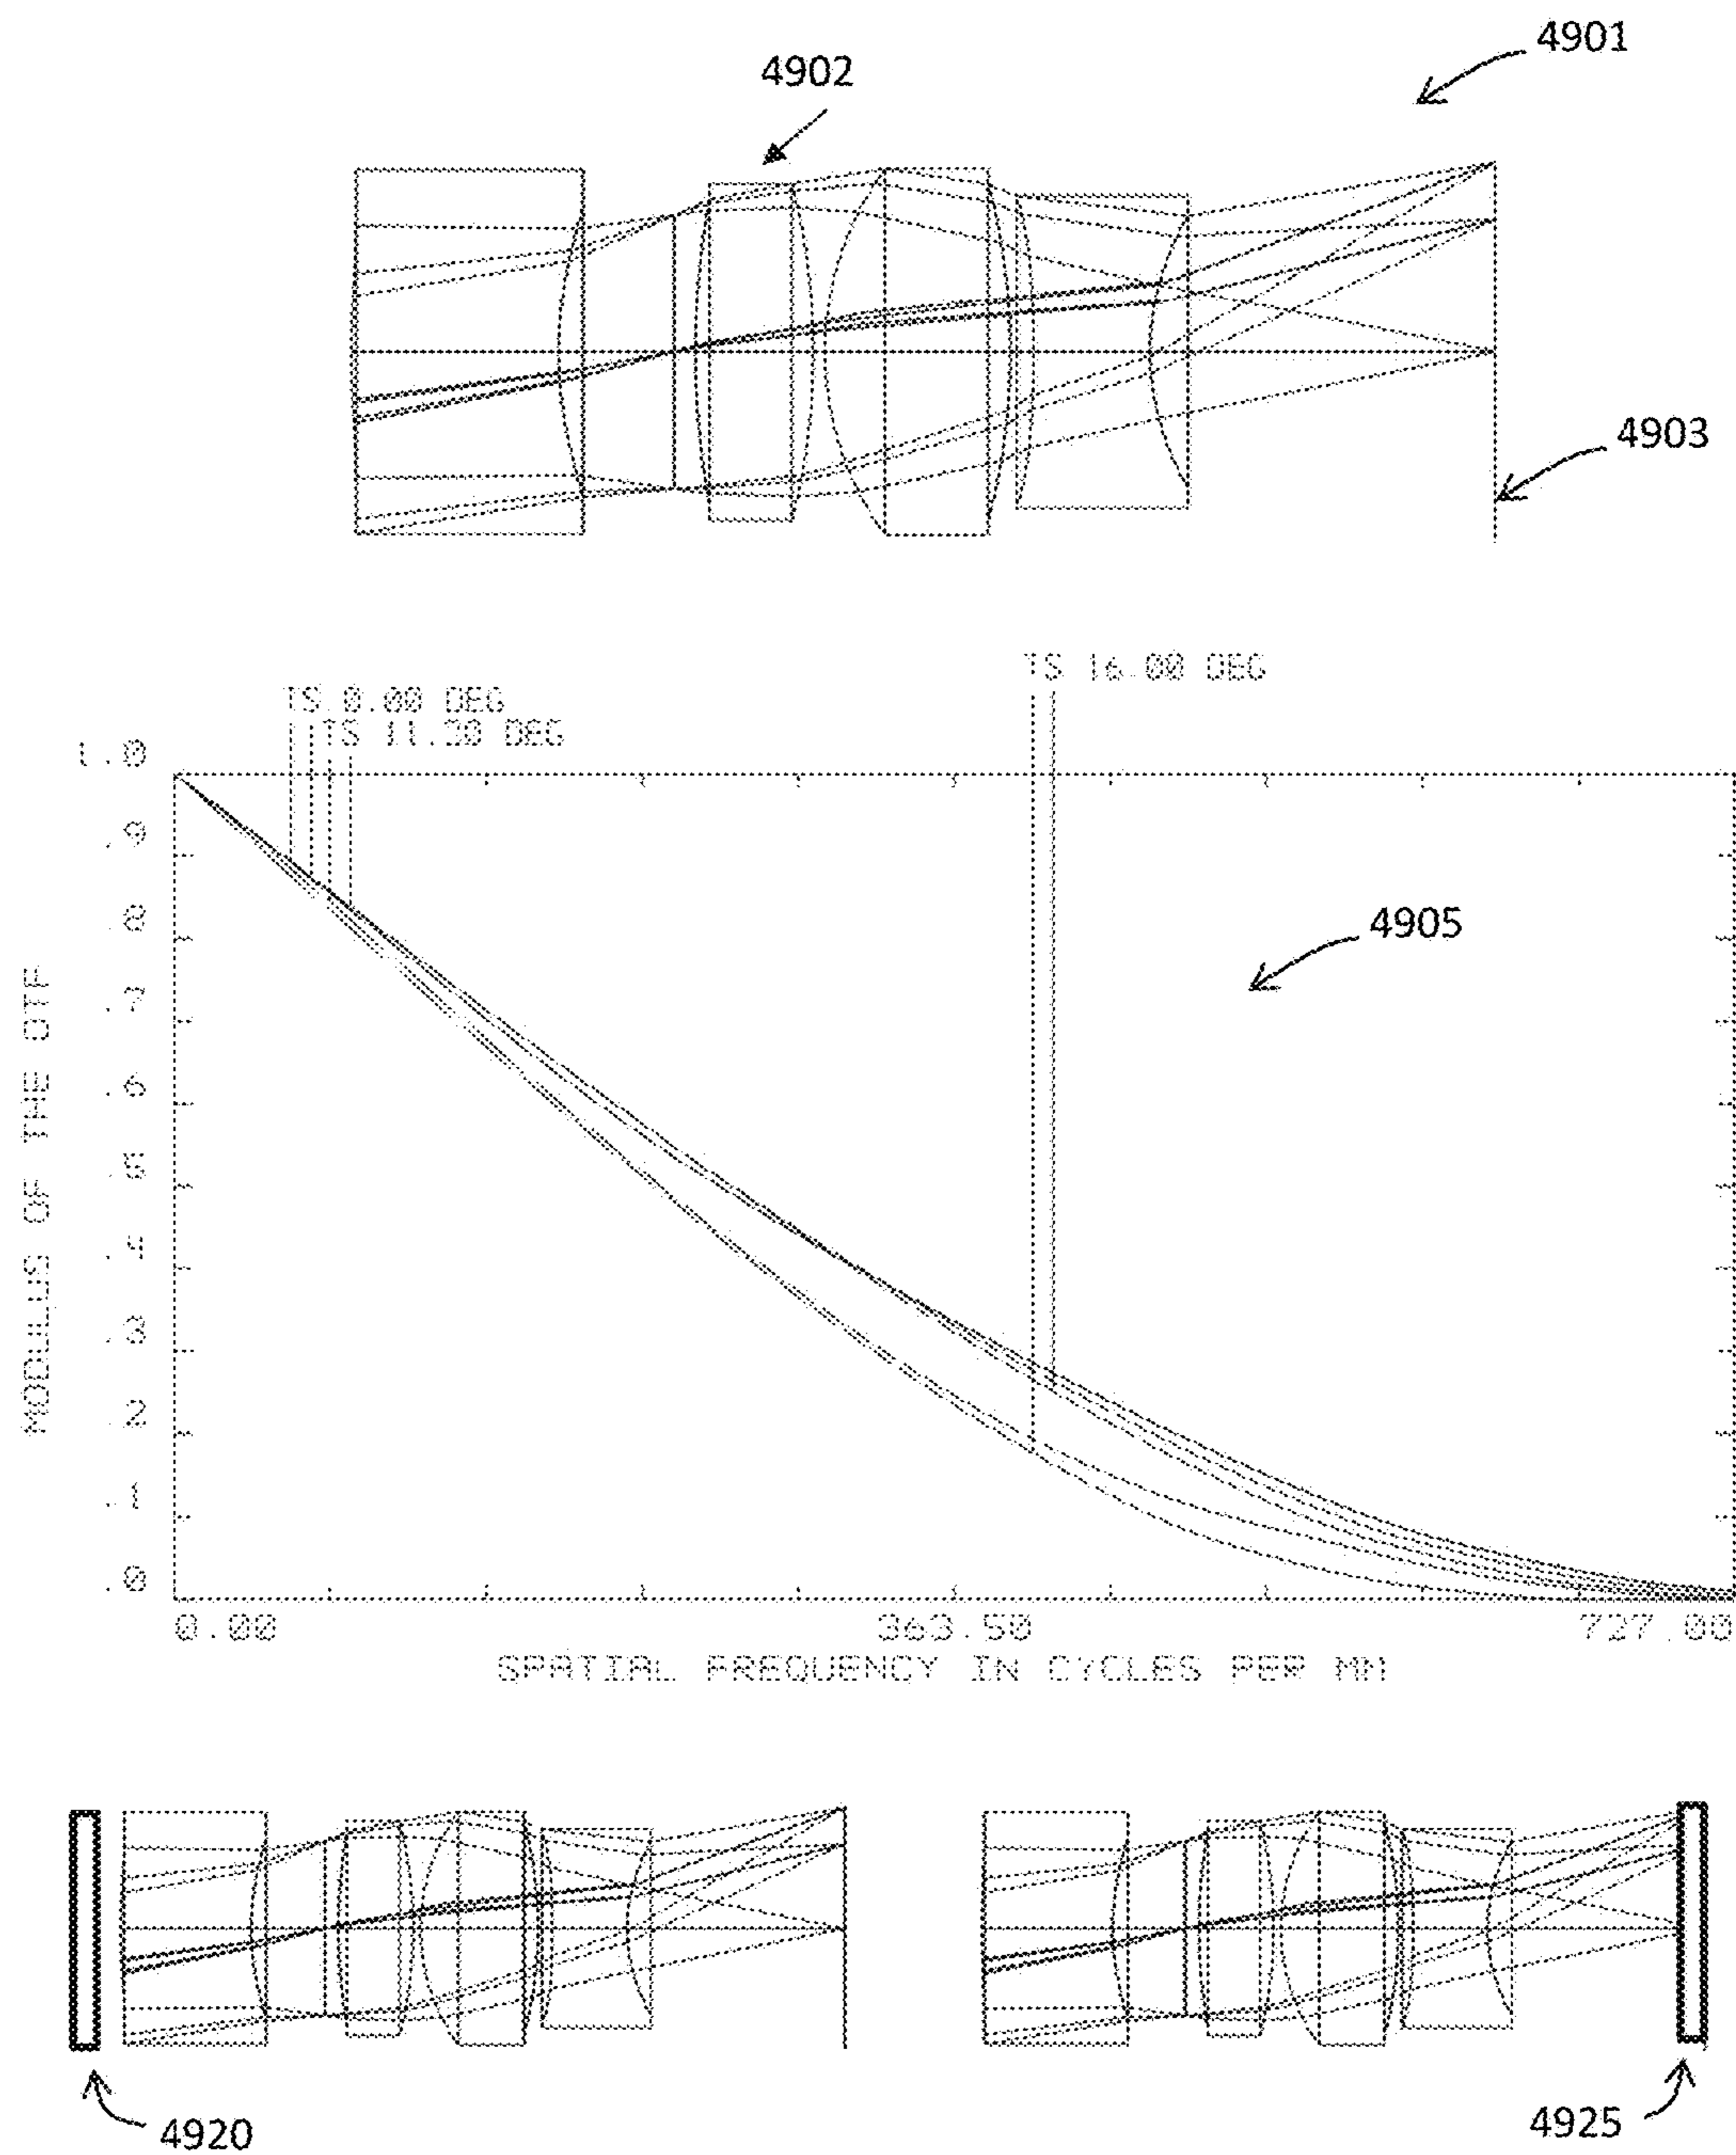 4901
4902
4903
TS 16.00 DEG
TS 0.00 DEG
TS 11.30 DEG
1.0
.9
.8
4905
.7
.6
.5
.4
.3
.2
.1
.0
MODULUS OF THE OTF
0.00 363.50 727.00
SPATIAL FREQUENCY IN CYCLES PER MM
4920
4925